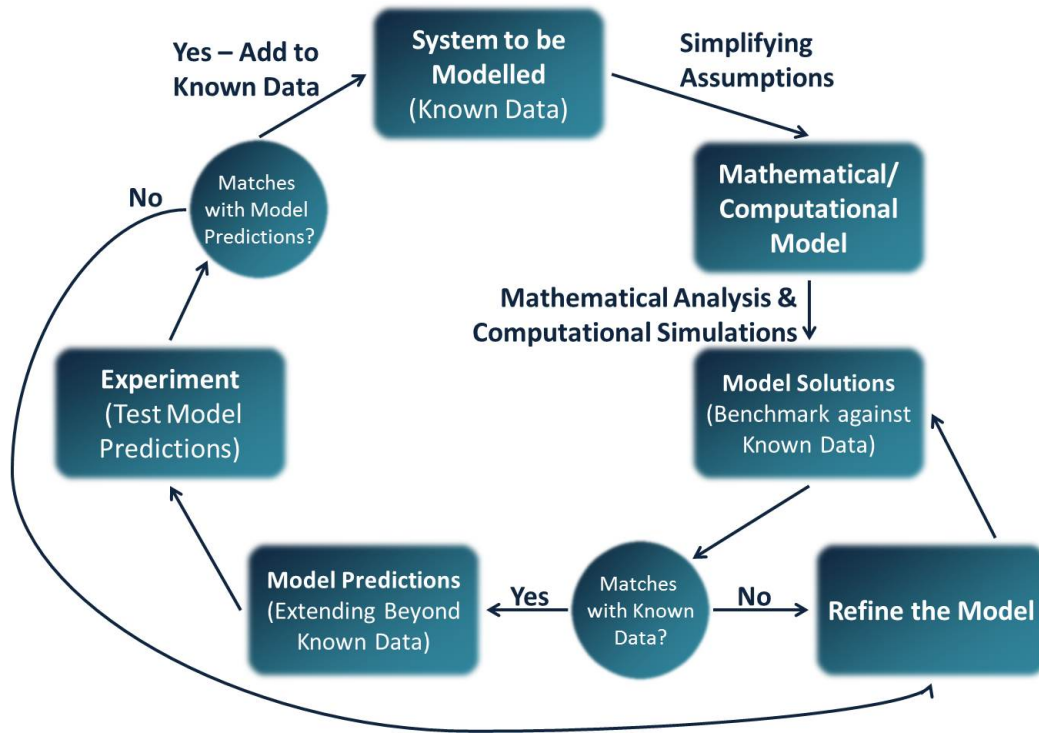 System to be
Modelled
(Known Data)
Simplifying
Assumptions
Mathematical/
Computational
Model
Mathematical Analysis &
Computational Simulations
Model Solutions
(Benchmark against
Known Data)
Matches
with Known
Data?
No
Refine the Model
Yes
Model Predictions
(Extending Beyond
Known Data)
Experiment
(Test Model
Predictions)
Matches
with Model
Predictions?
No
Yes – Add to
Known Data